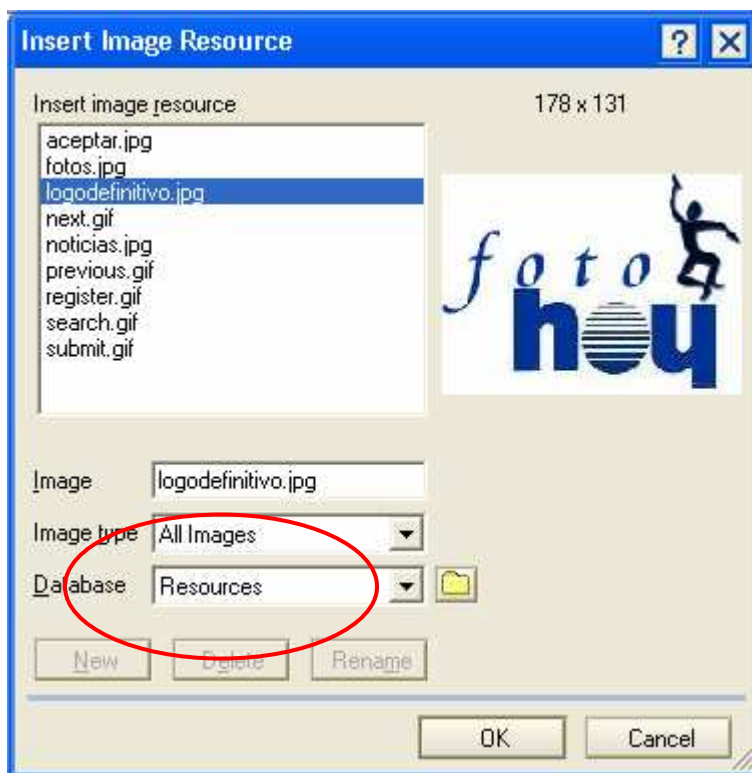 Insert Image Resource
Insert image resource
178 x 131
aceptar.jpg
fotos.jpg
logodefinitivo.jpg
next.gif
noticias.jpg
previous.gif
register.gif
search.gif
submit.gif
foto
hoy
Image logodefinitivo.jpg
Image type All Images
Database Resources
New Delete Rename
OK Cancel